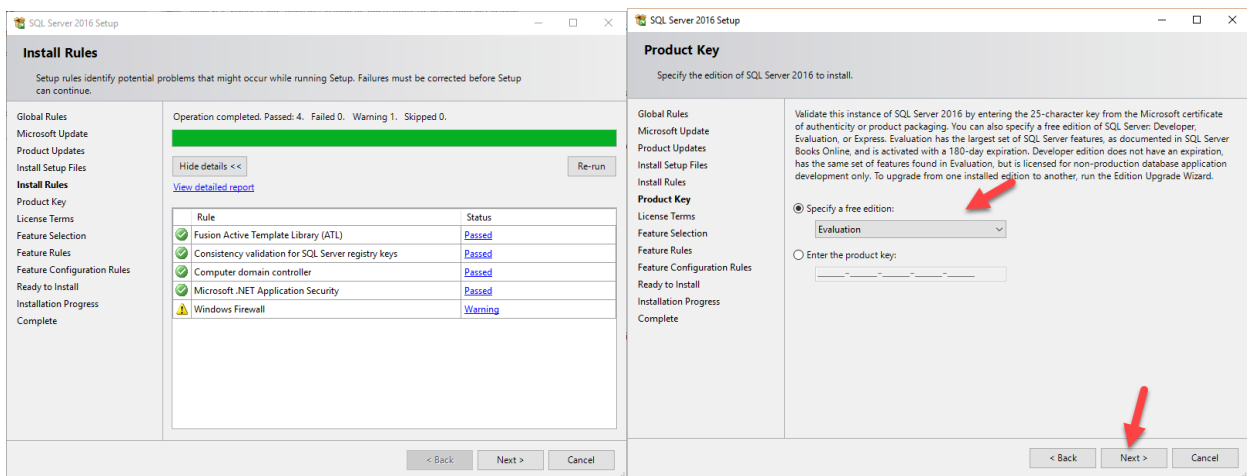 SQL Server 2016 Setup
Install Rules
Setup rules identify potential problems that might occur while running Setup. Failures must be corrected before Setup
can continue.
Global Rules
Microsoft Update
Product Updates
Install Setup Files
Install Rules
Product Key
License Terms
Feature Selection
Feature Rules
Feature Configuration Rules
Ready to Install
Installation Progress
Complete
Operation completed. Passed: 4. Failed 0. Warning 1. Skipped 0.
Hide details <<
Re-run
View detailed report
Rule Status
Fusion Active Template Library (ATL) Passed
Consistency validation for SQL Server registry keys Passed
Computer domain controller Passed
Microsoft .NET Application Security Passed
Windows Firewall Warning
< Back Next > Cancel
SQL Server 2016 Setup
Product Key
Specify the edition of SQL Server 2016 to install.
Global Rules
Microsoft Update
Product Updates
Install Setup Files
Install Rules
Product Key
License Terms
Feature Selection
Feature Rules
Feature Configuration Rules
Ready to Install
Installation Progress
Complete
Validate this instance of SQL Server 2016 by entering the 25-character key from the Microsoft certificate
of authenticity or product packaging. You can also specify a free edition of SQL Server: Developer,
Evaluation, or Express. Evaluation has the largest set of SQL Server features, as documented in SQL Server
Books Online, and is activated with a 180-day expiration. Developer edition does not have an expiration,
has the same set of features found in Evaluation, but is licensed for non-production database application
development only. To upgrade from one installed edition to another, run the Edition Upgrade Wizard.
Specify a free edition:
Evaluation
Enter the product key:
_____-_____-_____-_____-_____
< Back Next > Cancel